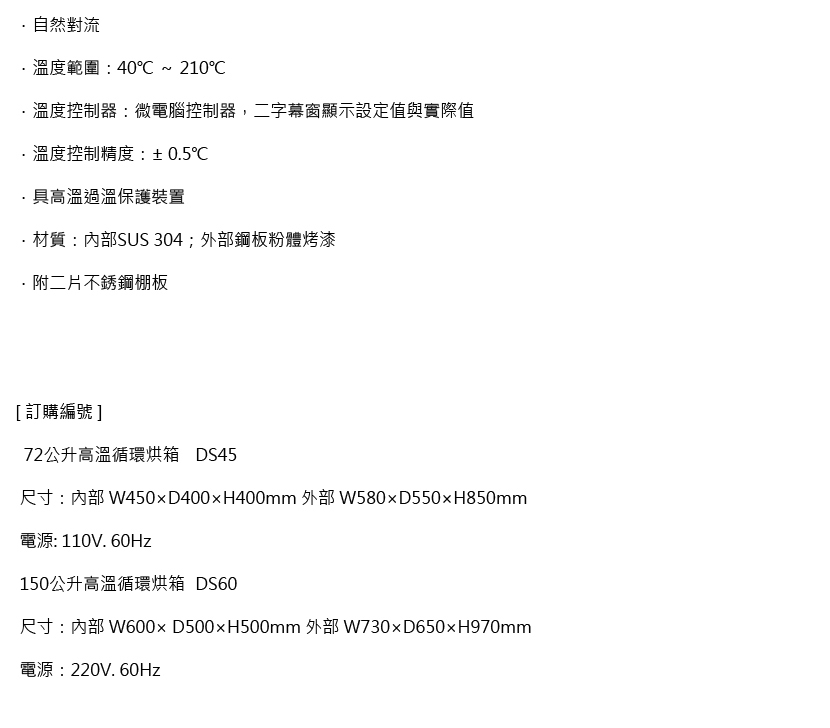 ‧自然對流
‧溫度範圍：40℃ ~ 210℃
‧溫度控制器：微電腦控制器，二字幕窗顯示設定值與實際值
‧溫度控制精度：± 0.5℃
‧具高溫過溫保護裝置
‧材質：內部SUS 304；外部鋼板粉體烤漆
‧附二片不銹鋼棚板
[ 訂購編號 ]
72公升高溫循環烘箱 DS45
尺寸：內部 W450×D400×H400mm 外部 W580×D550×H850mm
電源: 110V. 60Hz
150公升高溫循環烘箱 DS60
尺寸：內部 W600× D500×H500mm 外部 W730×D650×H970mm
電源：220V. 60Hz